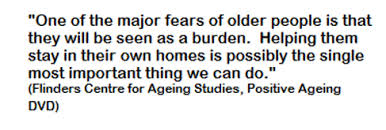 "One of the major fears of older people is that
they will be seen as a burden.  Helping them
stay in their own homes is possibly the single
most important thing we can do."
(Flinders Centre for Ageing Studies, Positive Ageing
DVD)